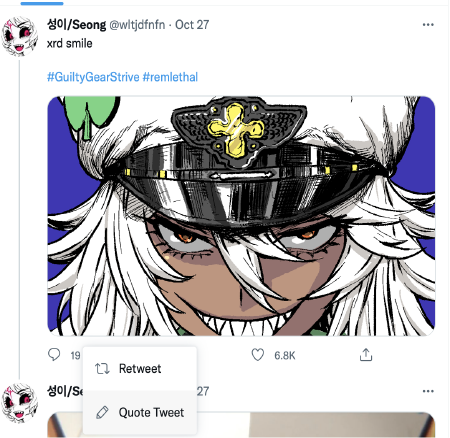 성이/Seong @wltjdfnfn · Oct 27
xrd smile
#GuiltyGearStrive #remlethal
19
6.8K
Retweet
성이/Se
27
Quote Tweet